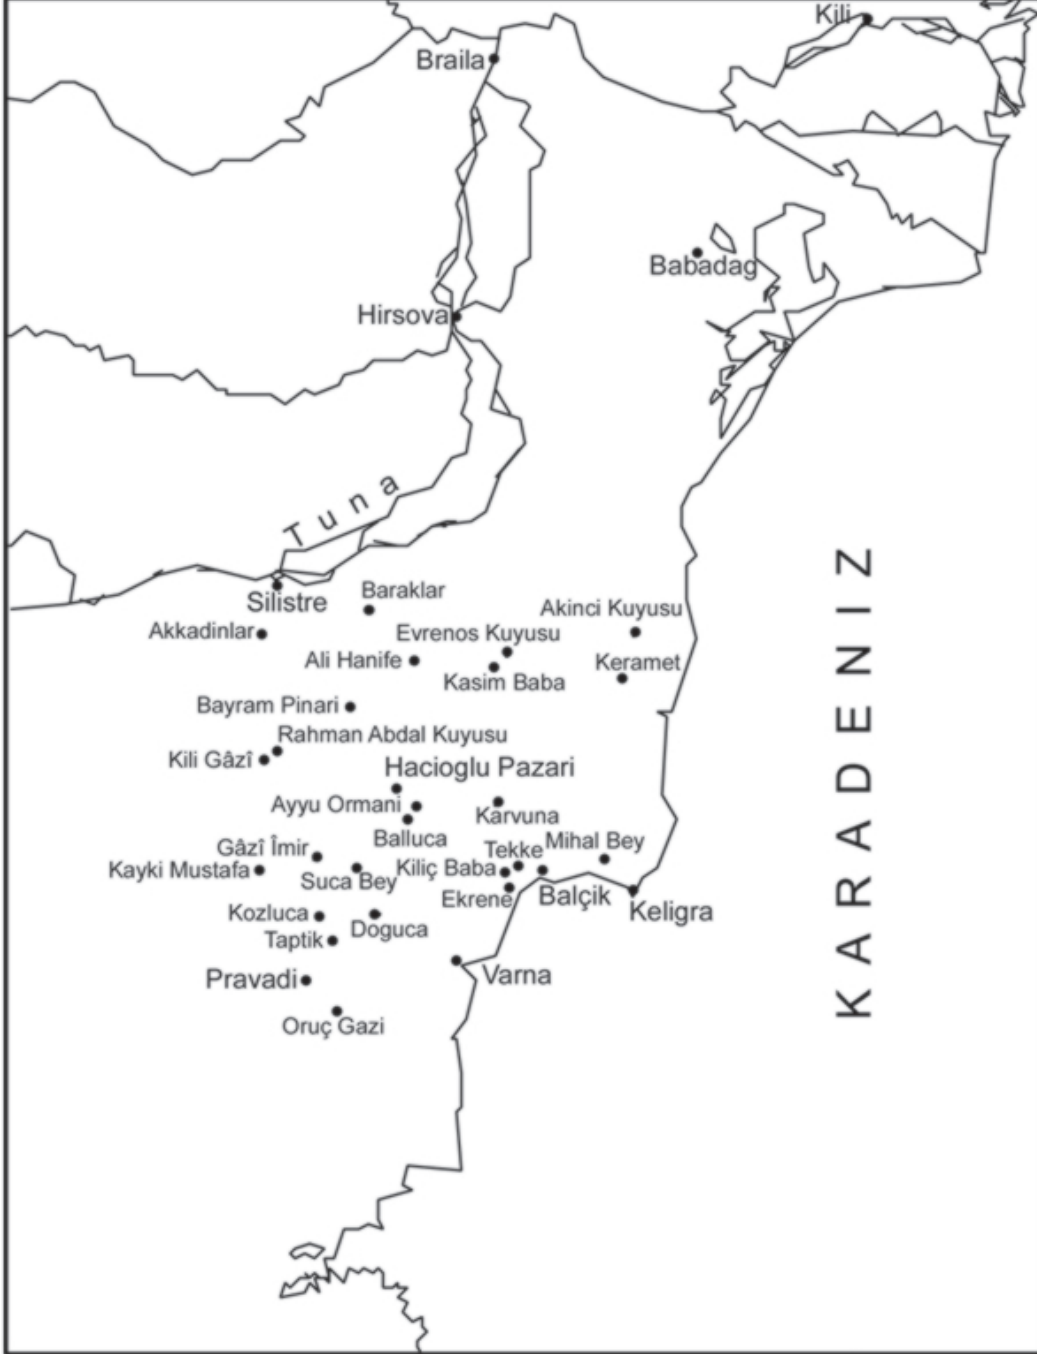 Kili
Braila
Babadag
Hirsova
Tuna
Silistre
Baraklar
Akinci Kuyusu
Akkadinlar
Evrenos Kuyusu
Ali Hanife
Keramet
Kasim Baba
Bayram Pinari
Rahman Abdal Kuyusu
Kili Gâzî
Hacioglu Pazari
Ayyu Ormani
Karvuna
Balluca
Mihal Bey
Gâzî Îmir
Tekke
Kayki Mustafa
Kiliç Baba
Suca Bey
Ekrene
Balçik
Keligra
Kozluca
Doguca
Taptik
Varna
Pravadi
Oruç Gazi
KARADENIZ